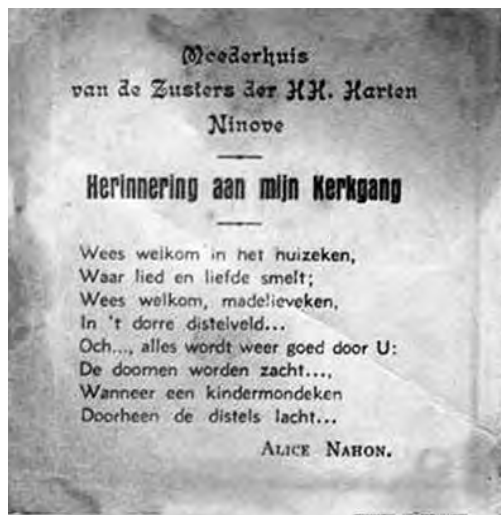 Moederhuis
van de Zusters der HH. Harten
Ninove
Herinnering aan mijn Kerkgang
Wees welkom in het huizeken,
Waar lied en liefde smelt;
Wees welkom, madelieveken,
In 't dorre distelveld...
Och..., alles wordt weer goed door U:
De doornen worden zacht...,
Wanneer een kindermondeken
Doorheen de distels lacht...
ALICE NAHON.